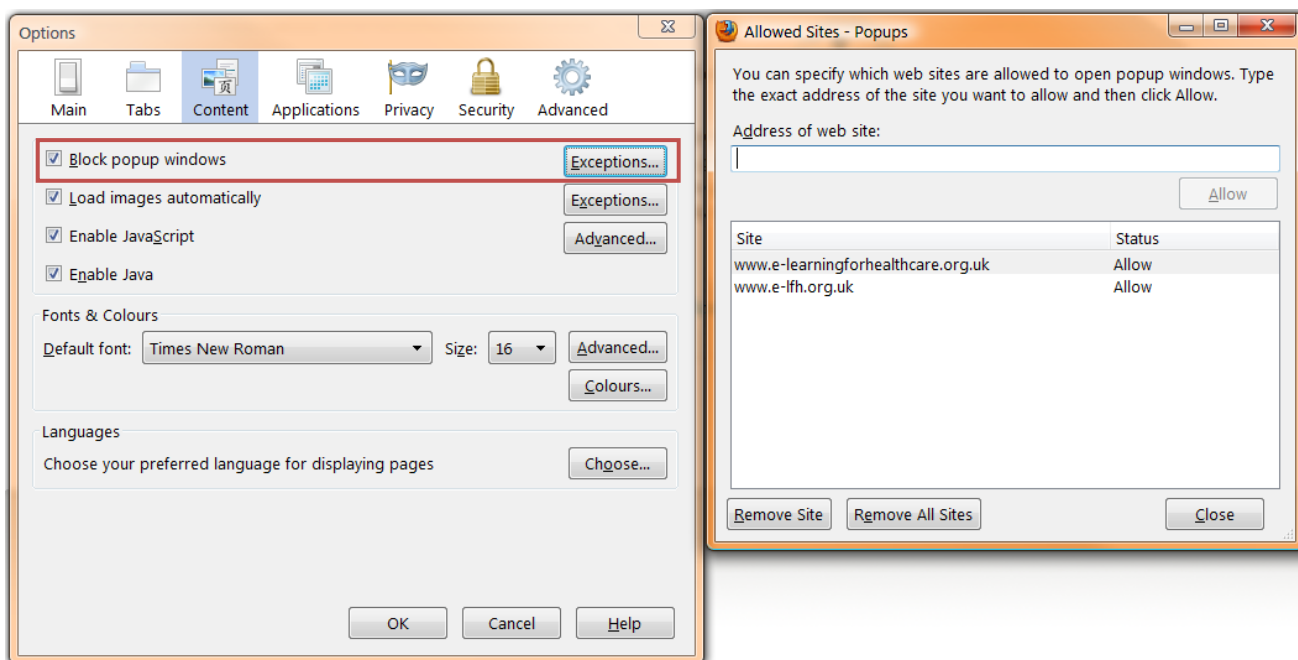 Options
Main Tabs Content Applications Privacy Security Advanced
Block popup windows Exceptions...
Load images automatically Exceptions...
Enable JavaScript Advanced...
Enable Java
Fonts & Colours
Default font: Times New Roman Size: 16 Advanced...
Colours...
Languages
Choose your preferred language for displaying pages Choose...
OK Cancel Help
Allowed Sites - Popups
You can specify which web sites are allowed to open popup windows. Type
the exact address of the site you want to allow and then click Allow.
Address of web site:
Allow
Site Status
www.e-learningforhealthcare.org.uk Allow
www.e-lfh.org.uk Allow
Remove Site Remove All Sites Close